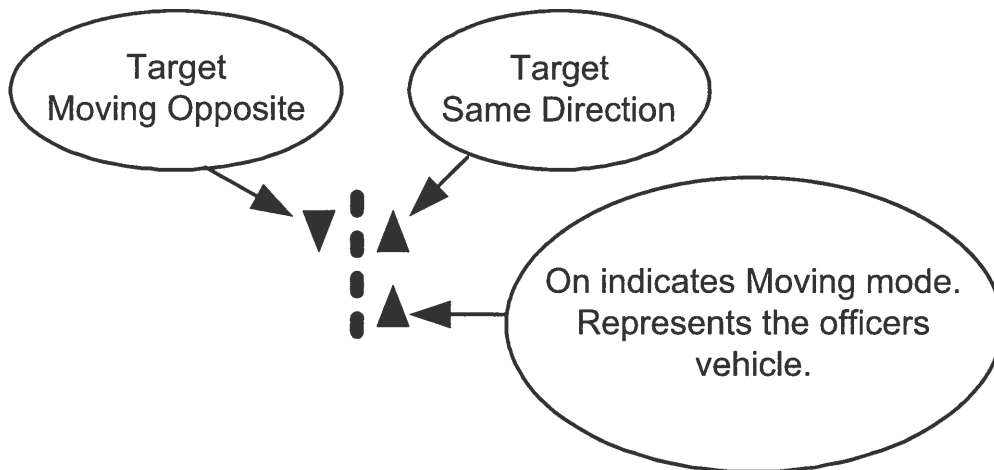 Target
Moving Opposite
Target
Same Direction
On indicates Moving mode.
Represents the officers
vehicle.